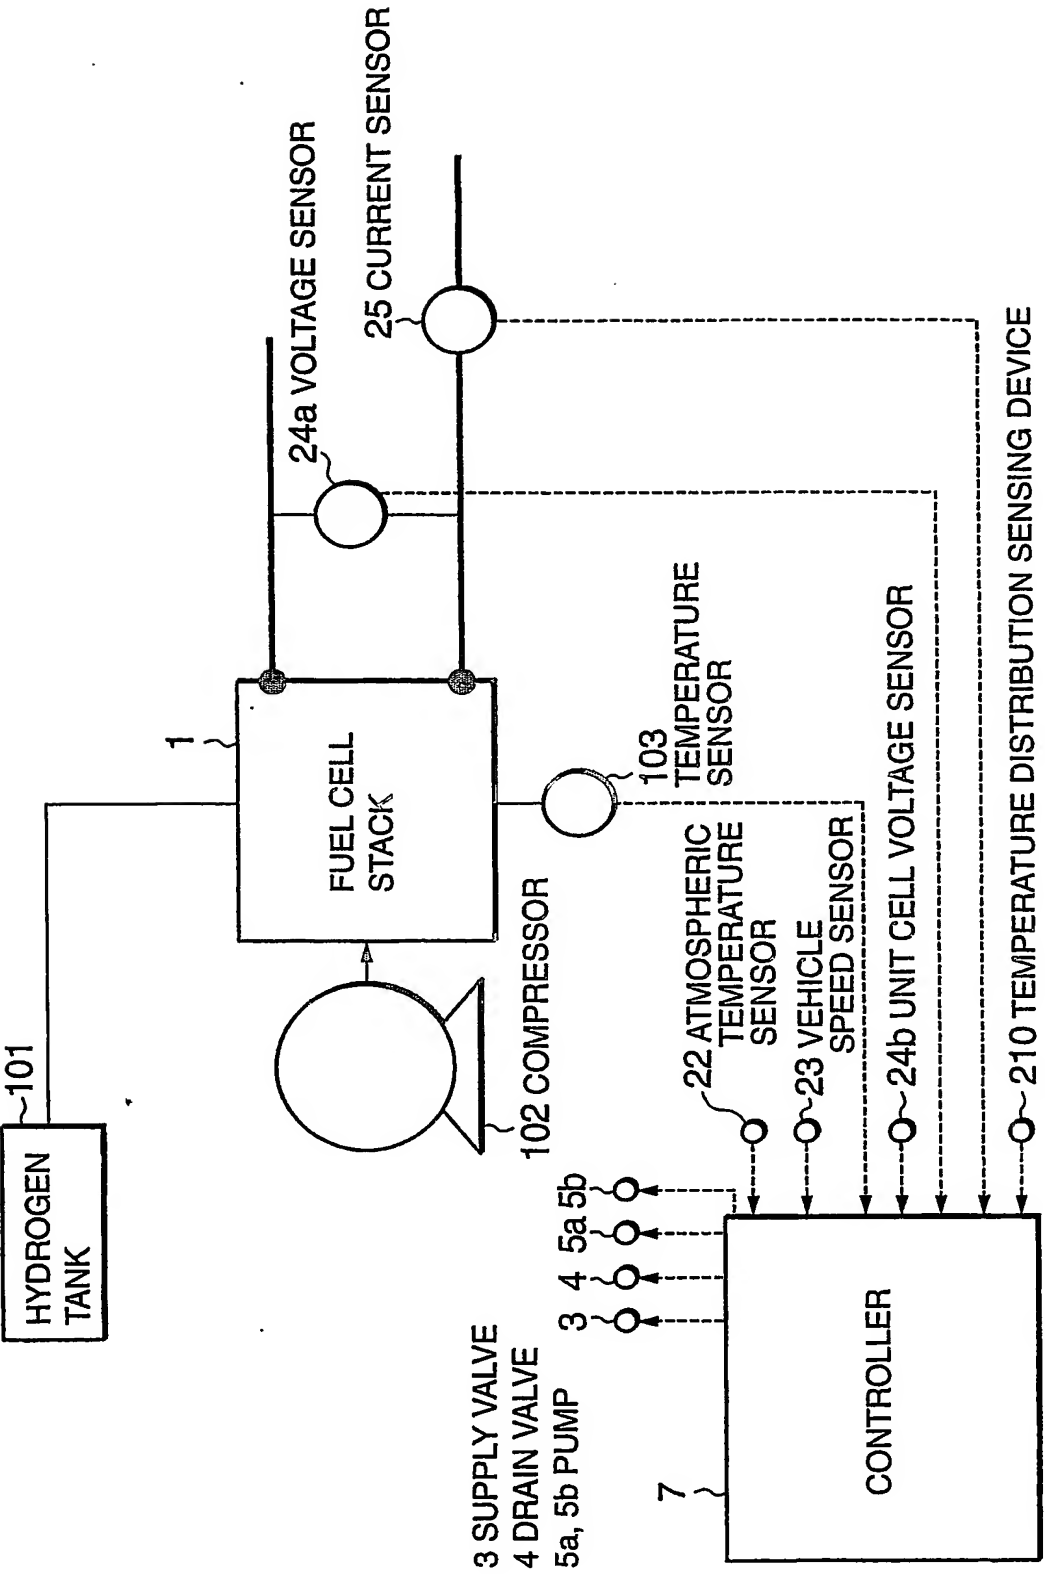 HYDROGEN
TANK
101
1
FUEL CELL
STACK
24a VOLTAGE SENSOR
25 CURRENT SENSOR
102 COMPRESSOR
103
TEMPERATURE
SENSOR
3 SUPPLY VALVE
4 DRAIN VALVE
5a, 5b PUMP
3
4
5a
5b
22 ATMOSPHERIC
TEMPERATURE
SENSOR
23 VEHICLE
SPEED SENSOR
24b UNIT CELL VOLTAGE SENSOR
210 TEMPERATURE DISTRIBUTION SENSING DEVICE
7
CONTROLLER